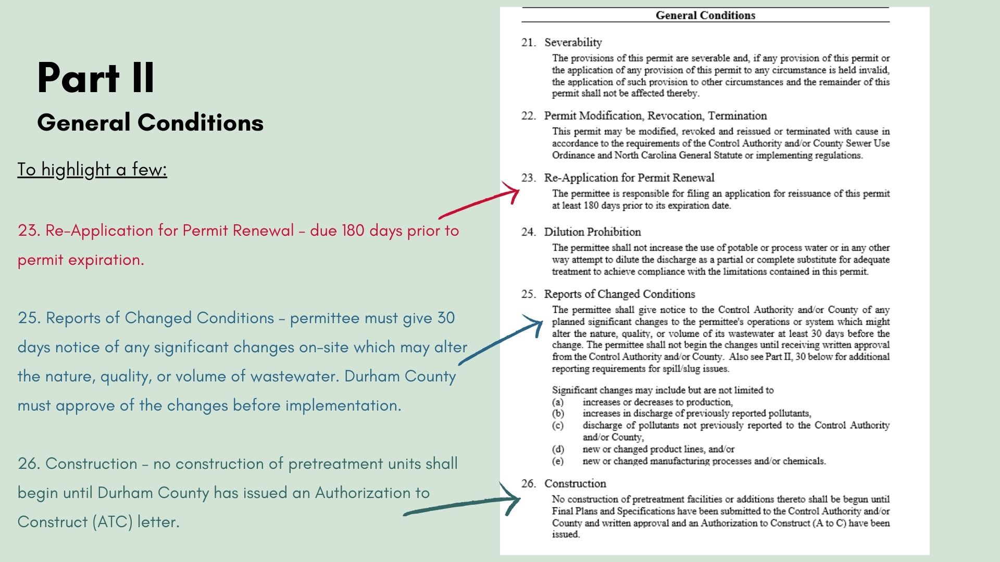 Part II
General Conditions
To highlight a few:
23. Re-Application for Permit Renewal - due 180 days prior to
permit expiration.
25. Reports of Changed Conditions - permittee must give 30
days notice of any significant changes on-site which may alter
the nature, quality, or volume of wastewater. Durham County
must approve of the changes before implementation.
26. Construction - no construction of pretreatment units shall
begin until Durham County has issued an Authorization to
Construct (ATC) letter.
General Conditions
21. Severability
The provisions of this permit are severable and, if any provision of this permit or
the application of any provision of this permit to any circumstance is held invalid,
the application of such provision to other circumstances and the remainder of this
permit shall not be affected thereby.
22. Permit Modification, Revocation, Termination
This permit may be modified, revoked and reissued or terminated with cause in
accordance to the requirements of the Control Authority and/or County Sewer Use
Ordinance and North Carolina General Statute or implementing regulations.
23. Re-Application for Permit Renewal
The permittee is responsible for filing an application for reissuance of this permit
at least 180 days prior to its expiration date.
24. Dilution Prohibition
The permittee shall not increase the use of potable or process water or in any other
way attempt to dilute the discharge as a partial or complete substitute for adequate
treatment to achieve compliance with the limitations contained in this permit.
25. Reports of Changed Conditions
The permittee shall give notice to the Control Authority and/or County of any
planned significant changes to the permittee's operations or system which might
alter the nature, quality, or volume of its wastewater at least 30 days before the
change. The permittee shall not begin the changes until receiving written approval
from the Control Authority and/or County. Also see Part II, 30 below for additional
reporting requirements for spill/slug issues.
Significant changes may include but are not limited to
(a) increases or decreases to production,
(b) increases in discharge of previously reported pollutants,
(c) discharge of pollutants not previously reported to the Control Authority
and/or County,
(d) new or changed product lines, and/or
(e) new or changed manufacturing processes and/or chemicals.
26. Construction
No construction of pretreatment facilities or additions thereto shall be begun until
Final Plans and Specifications have been submitted to the Control Authority and/or
County and written approval and an Authorization to Construct (A to C) have been
issued.